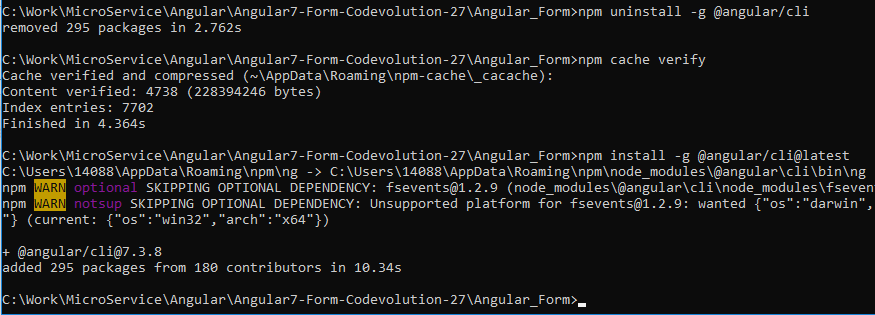 C:\Work\MicroService\Angular\Angular7-Form-Codevolution-27\Angular_Form>npm uninstall -g @angular/cli
removed 295 packages in 2.762s
C:\Work\MicroService\Angular\Angular7-Form-Codevolution-27\Angular_Form>npm cache verify
Cache verified and compressed (~\AppData\Roaming\npm-cache\_cacache):
Content verified: 4738 (228394246 bytes)
Index entries: 7702
Finished in 4.364s
C:\Work\MicroService\Angular\Angular7-Form-Codevolution-27\Angular_Form>npm install -g @angular/cli@latest
C:\Users\14088\AppData\Roaming\npm\ng -> C:\Users\14088\AppData\Roaming\npm\node_modules\@angular\cli\bin\ng
npm WARN optional SKIPPING OPTIONAL DEPENDENCY: fsevents@1.2.9 (node_modules\@angular\cli\node_modules\fseven
npm WARN notsup SKIPPING OPTIONAL DEPENDENCY: Unsupported platform for fsevents@1.2.9: wanted {"os":"darwin",
"} (current: {"os":"win32","arch":"x64"})
+ @angular/cli@7.3.8
added 295 packages from 180 contributors in 10.34s
C:\Work\MicroService\Angular\Angular7-Form-Codevolution-27\Angular_Form>